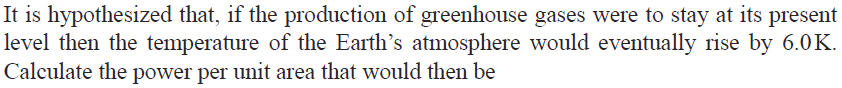 It is hypothesized that, if the production of greenhouse gases were to stay at its present
level then the temperature of the Earth’s atmosphere would eventually rise by 6.0 K.
Calculate the power per unit area that would then be